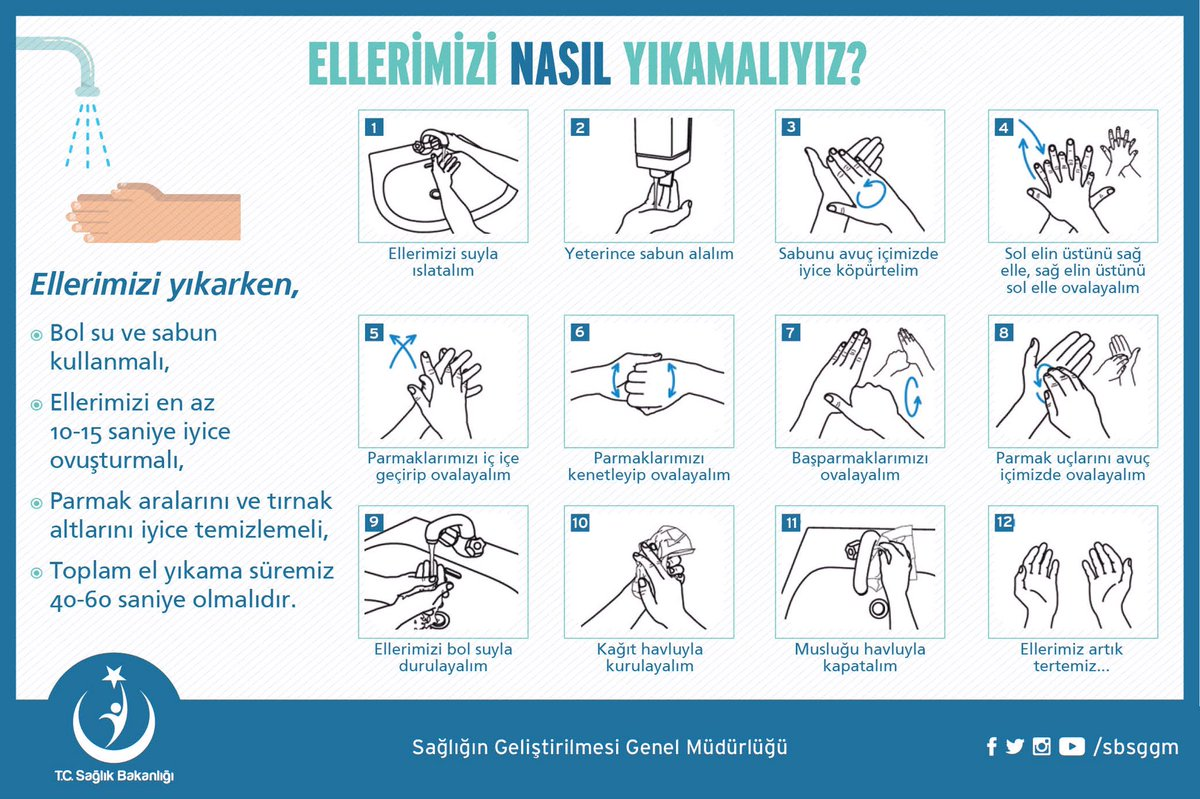 ELLERİMİZİ NASIL YIKAMALIYIZ?
Ellerimizi yıkarken,
Bol su ve sabun
kullanmalı,
Ellerimizi en az
10-15 saniye iyice
ovuşturmalı,
Parmak aralarını ve tırnak
altlarını iyice temizlemeli,
Toplam el yıkama süremiz
40-60 saniye olmalıdır.
1
Ellerimizi suyla
ıslatalım
2
Yeterince sabun alalım
3
Sabunu avuç içimizde
iyice köpürtelim
4
Sol elin üstünü sağ
elle, sağ elin üstünü
sol elle ovalayalım
5
Parmaklarımızı iç içe
geçirip ovalayalım
6
Parmaklarımızı
kenetleyip ovalayalım
7
Başparmaklarımızı
ovalayalım
8
Parmak uçlarını avuç
içimizde ovalayalım
9
Ellerimizi bol suyla
durulayalım
10
Kağıt havluyla
kurulayalım
11
Musluğu havluyla
kapatalım
12
Ellerimiz artık
tertemiz...
T.C. Sağlık Bakanlığı
Sağlığın Geliştirilmesi Genel Müdürlüğü
/sbsggm